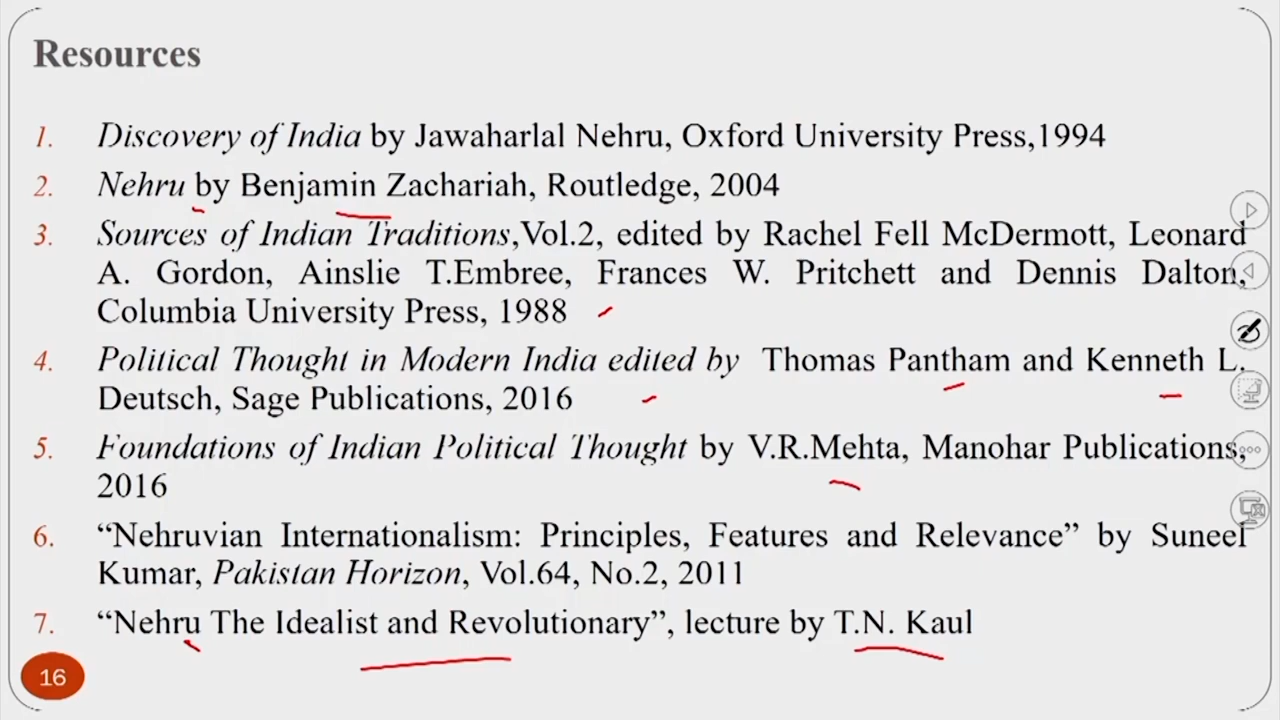 Resources
1. Discovery of India by Jawaharlal Nehru, Oxford University Press,1994
2. Nehru by Benjamin Zachariah, Routledge, 2004
3. Sources of Indian Traditions,Vol.2, edited by Rachel Fell McDermott, Leonard
A. Gordon, Ainslie T.Embree, Frances W. Pritchett and Dennis Dalton,
Columbia University Press, 1988
4. Political Thought in Modern India edited by Thomas Pantham and Kenneth L.
Deutsch, Sage Publications, 2016
5. Foundations of Indian Political Thought by V.R.Mehta, Manohar Publications,
2016
6. “Nehruvian Internationalism: Principles, Features and Relevance” by Suneel
Kumar, Pakistan Horizon, Vol.64, No.2, 2011
7. “Nehru The Idealist and Revolutionary”, lecture by T.N. Kaul
16